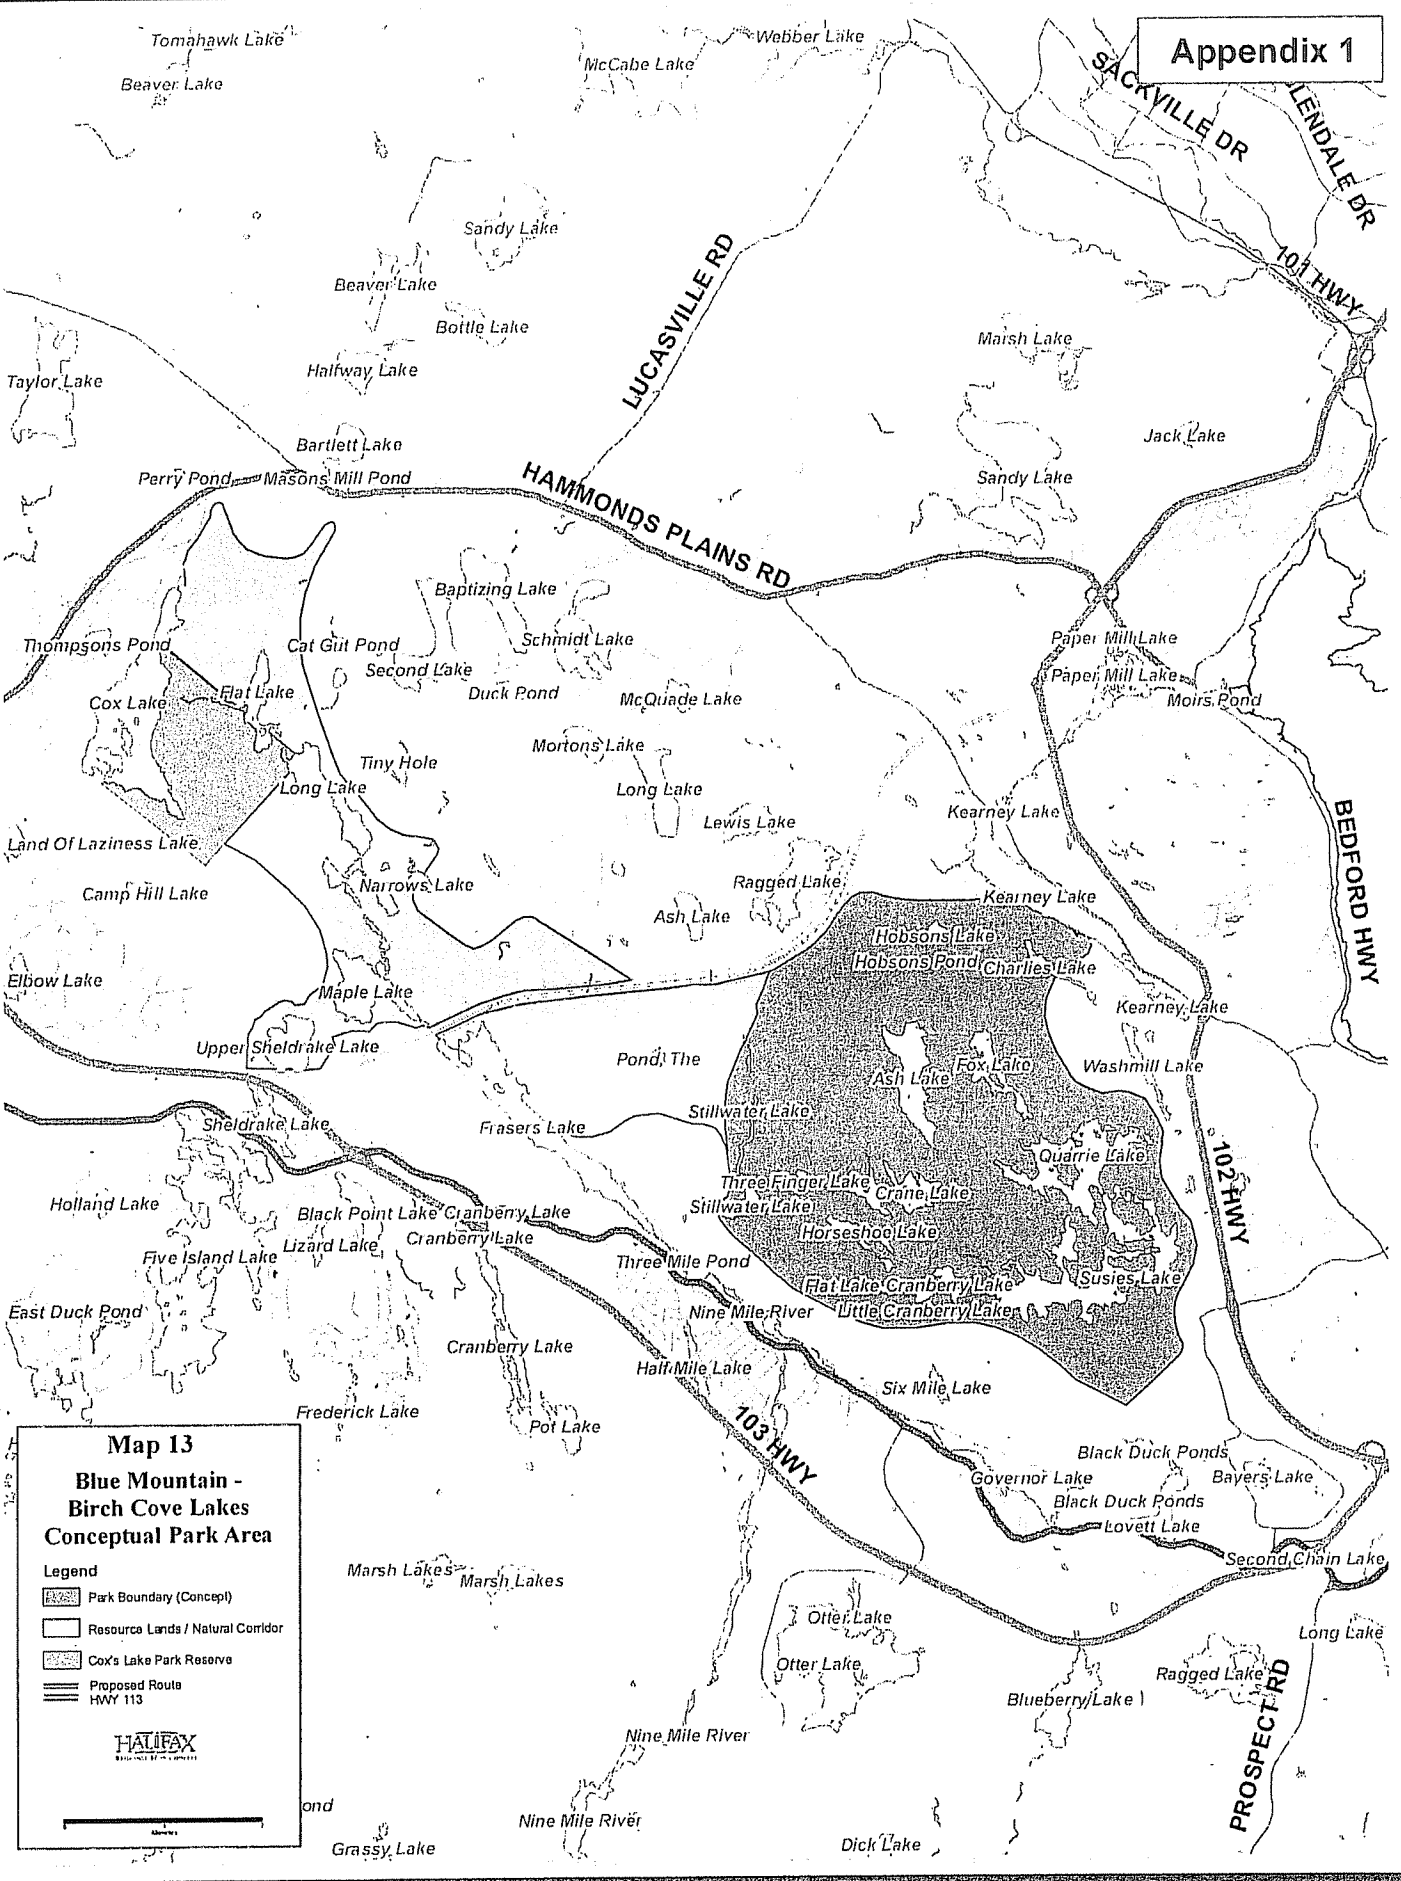 Appendix 1
Tomahawk Lake
Webber Lake
McCabe Lake
Beaver Lake
SACKVILLE DR
LENDALE DR
Sandy Lake
101 HWY
LUCASVILLE RD
Beaver Lake
Bottle Lake
Marsh Lake
Halfway Lake
Taylor Lake
Jack Lake
Bartlett Lake
Perry Pond
Masons Mill Pond
Sandy Lake
HAMMONDS PLAINS RD
Baptizing Lake
Thompsons Pond
Cat Gut Pond
Schmidt Lake
Paper Mill Lake
Second Lake
Paper Mill Lake
Flat Lake
Duck Pond
McQuade Lake
Moirs Pond
Cox Lake
Mortons Lake
Tiny Hole
Long Lake
Long Lake
Kearney Lake
Lewis Lake
BEDFORD HWY
Land Of Laziness Lake
Camp Hill Lake
Narrows Lake
Ragged Lake
Kearney Lake
Ash Lake
Hobsons Lake
Hobsons Pond
Charlies Lake
Elbow Lake
Maple Lake
Kearney Lake
Upper Sheldrake Lake
Pond, The
Ash Lake
Fox Lake
Washmill Lake
Stillwater Lake
Sheldrake Lake
Frasers Lake
Quarrie Lake
102 HWY
Three Finger Lake
Crane Lake
Holland Lake
Stillwater Lake
Black Point Lake
Cranberry Lake
Cranberry Lake
Horseshoe Lake
Lizard Lake
Five Island Lake
Three Mile Pond
Flat Lake
Cranberry Lake
Susies Lake
East Duck Pond
Nine Mile River
Little Cranberry Lake
Cranberry Lake
Half Mile Lake
Six Mile Lake
Frederick Lake
Pot Lake
103 HWY
Black Duck Ponds
Governor Lake
Bayers Lake
Black Duck Ponds
Lovett Lake
Second Chain Lake
Marsh Lakes
Marsh Lakes
Otter Lake
Long Lake
Otter Lake
Ragged Lake
Blueberry Lake
PROSPECT RD
Nine Mile River
Nine Mile River
ond
Grassy Lake
Dick Lake
Map 13
Blue Mountain -
Birch Cove Lakes
Conceptual Park Area
Legend
Park Boundary (Concept)
Resource Lands / Natural Corridor
Cox's Lake Park Reserve
Proposed Route
HWY 113
HALIFAX